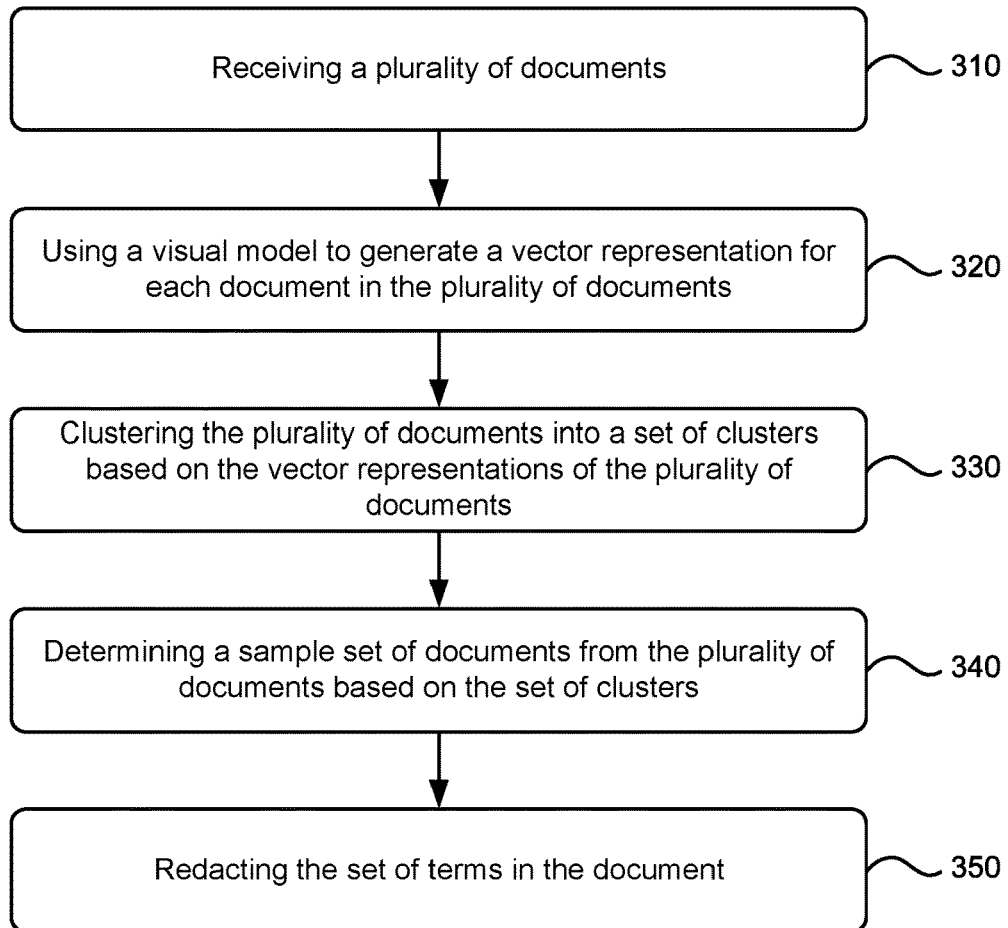 Receiving a plurality of documents
310
Using a visual model to generate a vector representation for
each document in the plurality of documents
320
Clustering the plurality of documents into a set of clusters
based on the vector representations of the plurality of
documents
330
Determining a sample set of documents from the plurality of
documents based on the set of clusters
340
Redacting the set of terms in the document
350